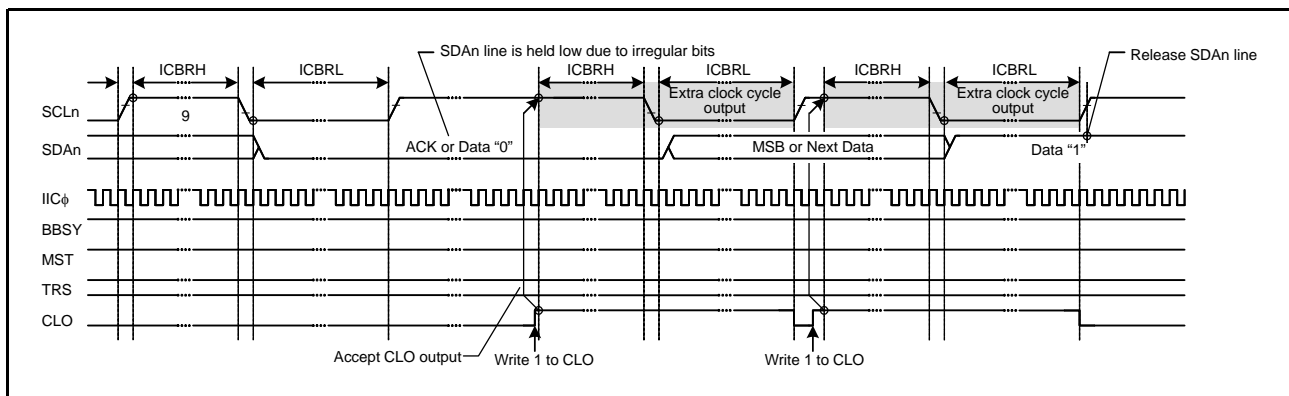 SDAn line is held low due to irregular bits
Release SDAn line
ICBRH
ICBRL
ICBRH
ICBRL
ICBRH
ICBRL
Extra clock cycle
output
Extra clock cycle
output
SCLn
9
SDAn
ACK or Data “0”
MSB or Next Data
Data “1”
IICϕ
BBSY
MST
TRS
CLO
Accept CLO output
Write 1 to CLO
Write 1 to CLO